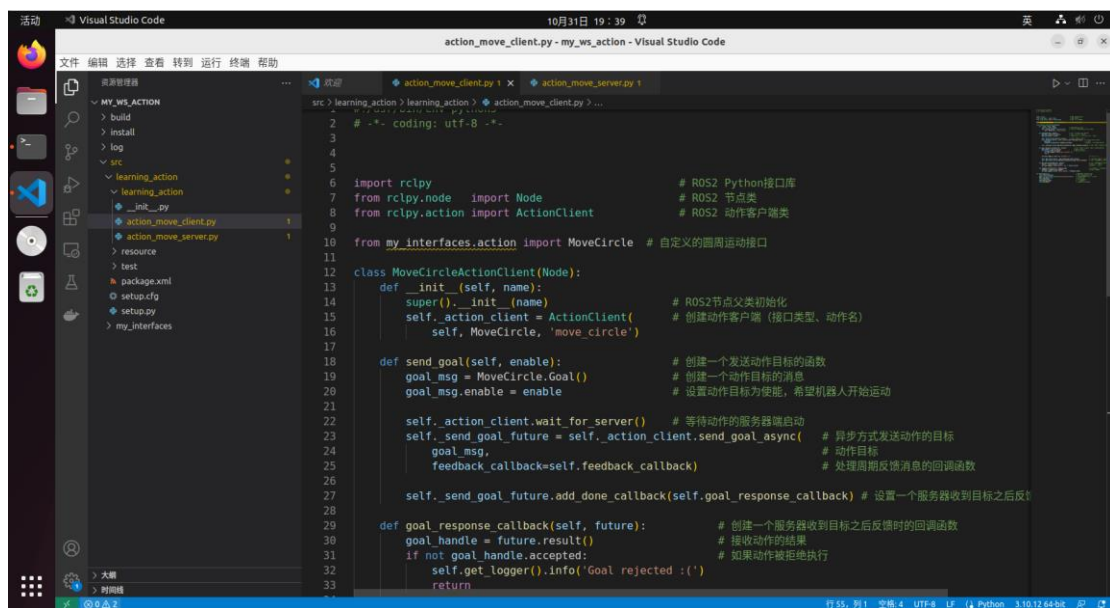 活动 Visual Studio Code 10月31日 19：39 英
action_move_client.py - my_ws_action - Visual Studio Code
文件 编辑 选择 查看 转到 运行 终端 帮助
资源管理器 ···
欢迎 action_move_client.py 1 × action_move_server.py 1
MY_WS_ACTION
> build
> install
> log
src
learning_action
learning_action
__init__.py
action_move_client.py 1
action_move_server.py 1
> resource
> test
package.xml
setup.cfg
setup.py
> my_interfaces
> 大纲
> 时间线
src > learning_action > learning_action > action_move_client.py > ...
2 # -*- coding: utf-8 -*-
3
4
5
6 import rclpy # ROS2 Python接口库
7 from rclpy.node import Node # ROS2 节点类
8 from rclpy.action import ActionClient # ROS2 动作客户端类
9
10 from my_interfaces.action import MoveCircle # 自定义的圆周运动接口
11
12 class MoveCircleActionClient(Node):
13 def __init__(self, name):
14 super().__init__(name) # ROS2节点父类初始化
15 self._action_client = ActionClient( # 创建动作客户端（接口类型、动作名）
16 self, MoveCircle, 'move_circle')
17
18 def send_goal(self, enable): # 创建一个发送动作目标的函数
19 goal_msg = MoveCircle.Goal() # 创建一个动作目标的消息
20 goal_msg.enable = enable # 设置动作目标为使能，希望机器人开始运动
21
22 self._action_client.wait_for_server() # 等待动作的服务器端启动
23 self._send_goal_future = self._action_client.send_goal_async( # 异步方式发送动作的目标
24 goal_msg, # 动作目标
25 feedback_callback=self.feedback_callback) # 处理周期反馈消息的回调函数
26
27 self._send_goal_future.add_done_callback(self.goal_response_callback) # 设置一个服务器收到目标之后反馈
28
29 def goal_response_callback(self, future): # 创建一个服务器收到目标之后反馈时的回调函数
30 goal_handle = future.result() # 接收动作的结果
31 if not goal_handle.accepted: # 如果动作被拒绝执行
32 self.get_logger().info('Goal rejected :(')
33 return
0 2 行 55，列 1 空格: 4 UTF-8 LF Python 3.10.12 64-bit